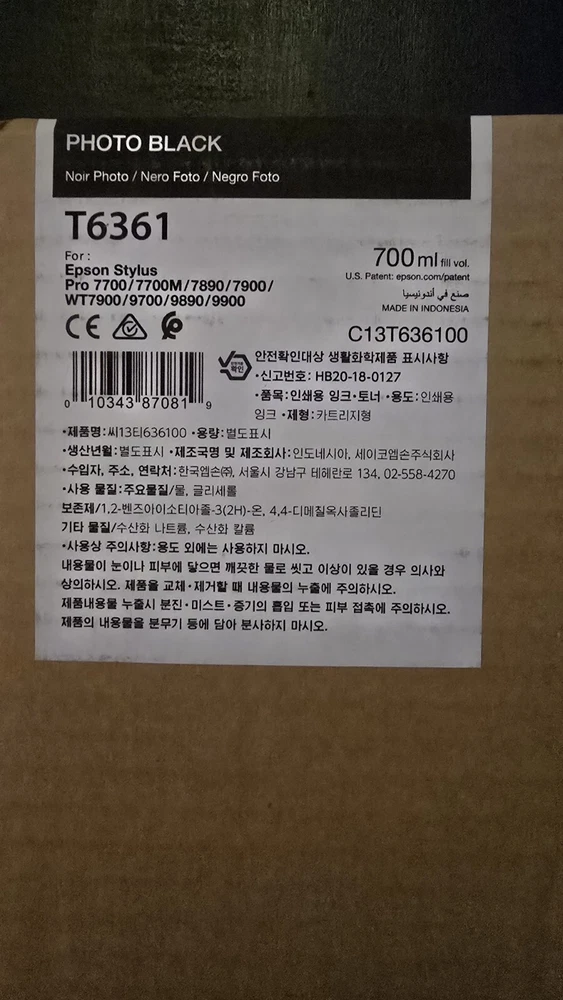 PHOTO BLACK
Noir Photo / Nero Foto / Negro Foto
T6361
For :
Epson Stylus
Pro 7700/7700M/7890/7900/
WT7900/9700/9890/9900
700 ml fill vol.
U.S. Patent: epson.com/patent
صنع في أندونيسيا
MADE IN INDONESIA
C13T636100
0 10343 87081 9
안전확인대상 생활화학제품 표시사항
•신고번호: HB20-18-0127
•품목:인쇄용 잉크•토너 •용도:인쇄용
잉크 •제형:카트리지형
•제품명:씨13티636100 •용량:별도표시
•생산년월:별도표시 •제조국명 및 제조회사:인도네시아, 세이코엡손주식회사
•수입자, 주소, 연락처:한국엡손㈜, 서울시 강남구 테헤란로 134, 02-558-4270
•사용 물질:주요물질/물, 글리세롤
보존제/1,2-벤즈아이소티아졸-3(2H)-온, 4,4-디메칠옥사졸리딘
기타 물질/수산화 나트륨, 수산화 칼륨
•사용상 주의사항:용도 외에는 사용하지 마시오.
내용물이 눈이나 피부에 닿으면 깨끗한 물로 씻고 이상이 있을 경우 의사와
상의하시오. 제품을 교체•제거할 때 내용물의 누출에 주의하시오.
제품내용물 누출시 분진•미스트•증기의 흡입 또는 피부 접촉에 주의하시오.
제품의 내용물을 분무기 등에 담아 분사하지 마시오.